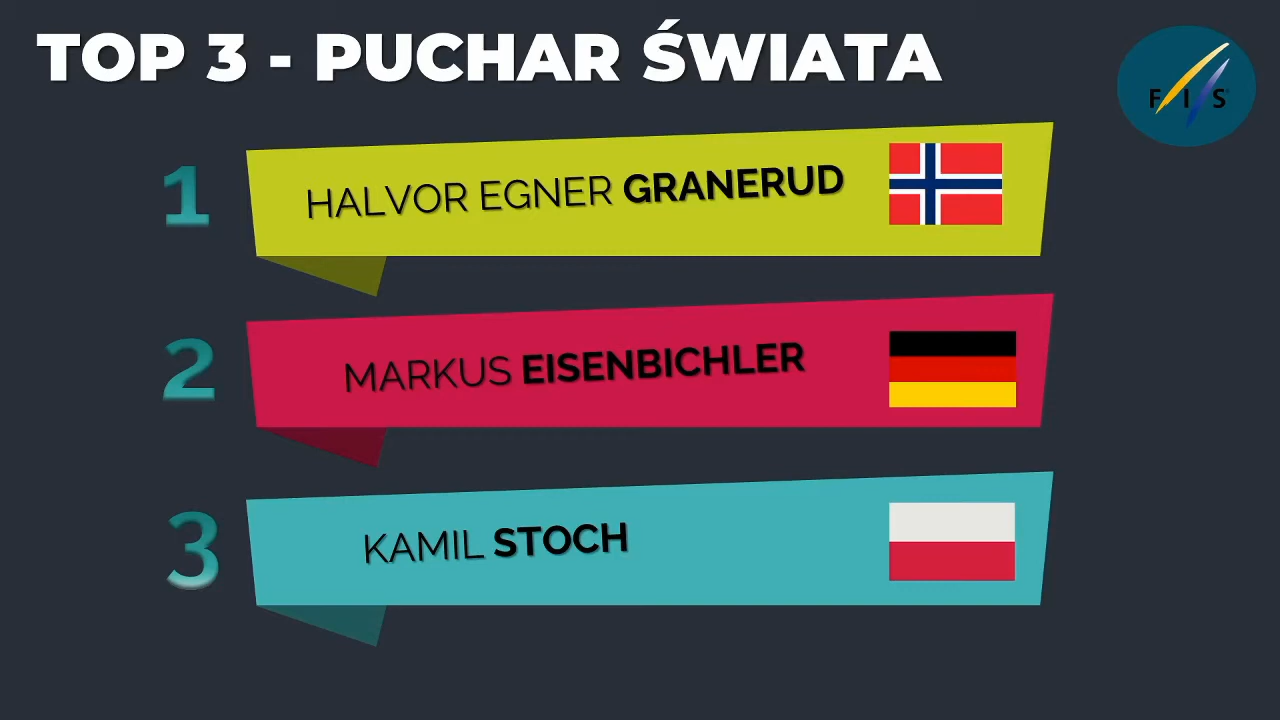 TOP 3 - PUCHAR ŚWIATA
FIS
1
HALVOR EGNER GRANERUD
2
MARKUS EISENBICHLER
3
KAMIL STOCH